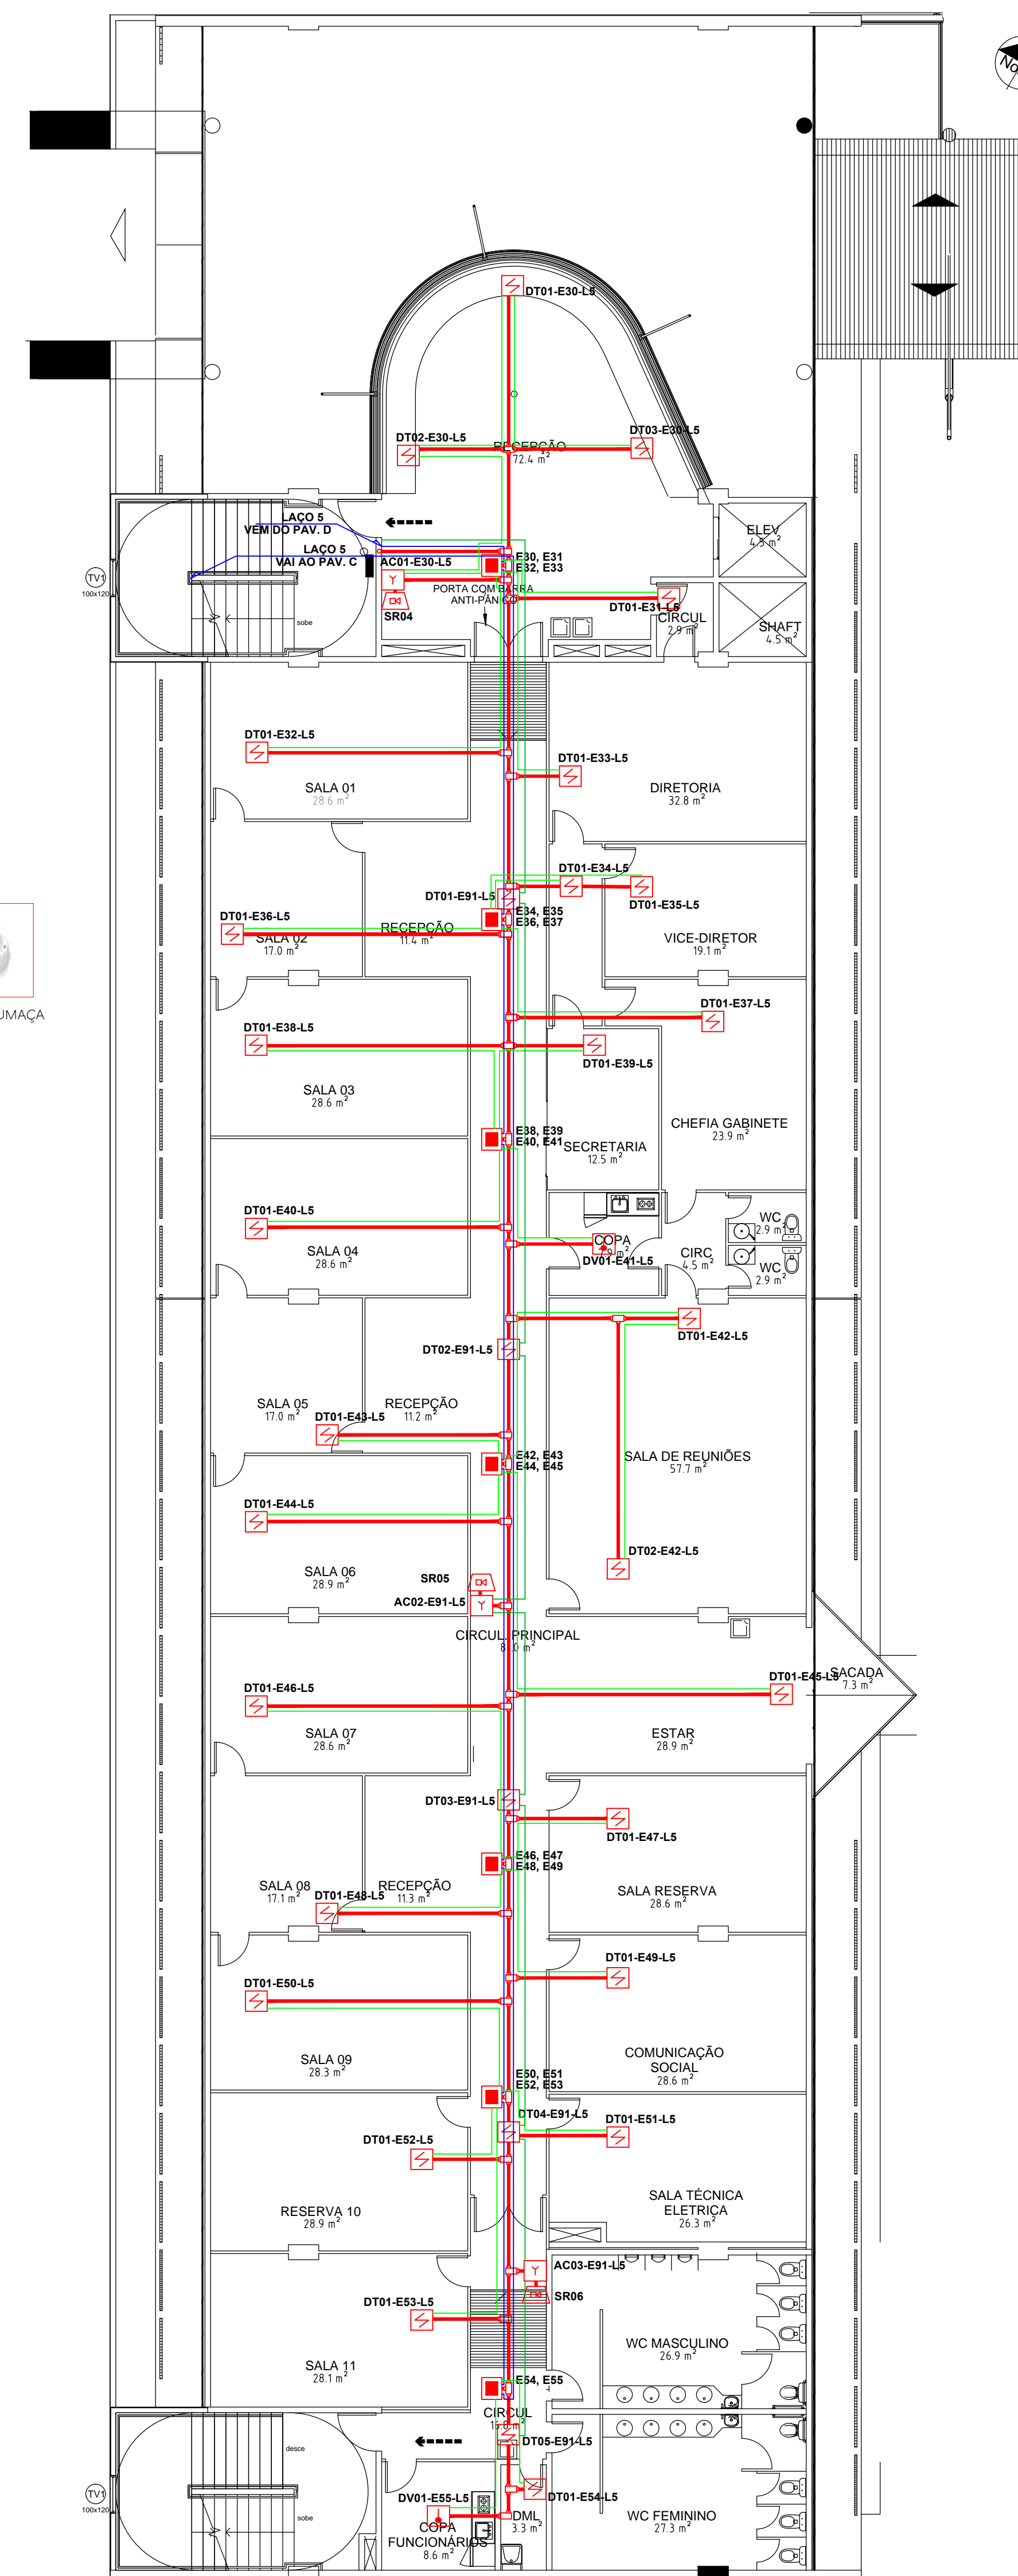 No
DT01-E30-L5
DT02-E30-L5
DT03-E30-L5
RECEPÇÃO
72.4 m²
LAÇO 5
VEM DO PAV. D
LAÇO 5
VAI AO PAV. C
AC01-E30-L5
E30, E31
E32, E33
ELEV
4.5 m²
TV1
100x120
PORTA COM BARRA
ANTI-PÂNICO
SR04
DT01-E31-L5
CIRCUL
2.9 m²
SHAFT
4.5 m²
sobe
DT01-E32-L5
SALA 01
28.6 m²
DT01-E33-L5
DIRETORIA
32.8 m²
DT01-E34-L5
DT01-E91-L5
DT01-E35-L5
E34, E35
E36, E37
DT01-E36-L5
SALA 02
17.0 m²
RECEPÇÃO
11.4 m²
VICE-DIRETOR
19.1 m²
UMAÇA
DT01-E37-L5
DT01-E38-L5
DT01-E39-L5
SALA 03
28.6 m²
E38, E39
E40, E41
SECRETARIA
12.5 m²
CHEFIA GABINETE
23.9 m²
DT01-E40-L5
SALA 04
28.6 m²
COPA
DV01-E41-L5
CIRC
4.5 m²
WC
2.9 m²
WC
2.9 m²
DT01-E42-L5
DT02-E91-L5
SALA 05
17.0 m²
DT01-E43-L5
RECEPÇÃO
11.2 m²
E42, E43
E44, E45
SALA DE REUNIÕES
57.7 m²
DT01-E44-L5
DT02-E42-L5
SALA 06
28.9 m²
SR05
AC02-E91-L5
CIRCUL. PRINCIPAL
DT01-E45-L5
SACADA
7.3 m²
DT01-E46-L5
SALA 07
28.6 m²
ESTAR
28.9 m²
DT03-E91-L5
DT01-E47-L5
E46, E47
E48, E49
SALA 08
17.1 m²
DT01-E48-L5
RECEPÇÃO
11.3 m²
SALA RESERVA
28.6 m²
DT01-E49-L5
DT01-E50-L5
SALA 09
28.3 m²
COMUNICAÇÃO
SOCIAL
28.6 m²
E50, E51
E52, E53
DT04-E91-L5
DT01-E51-L5
DT01-E52-L5
RESERVA 10
28.9 m²
SALA TÉCNICA
ELETRICA
26.3 m²
AC03-E91-L5
SR06
DT01-E53-L5
SALA 11
28.1 m²
WC MASCULINO
26.9 m²
E54, E55
CIRCUL
DT05-E91-L5
desce
TV1
100x120
sobe
DV01-E55-L5
COPA
FUNCIONÁRIOS
8.6 m²
DT01-E54-L5
DML
3.3 m²
WC FEMININO
27.3 m²